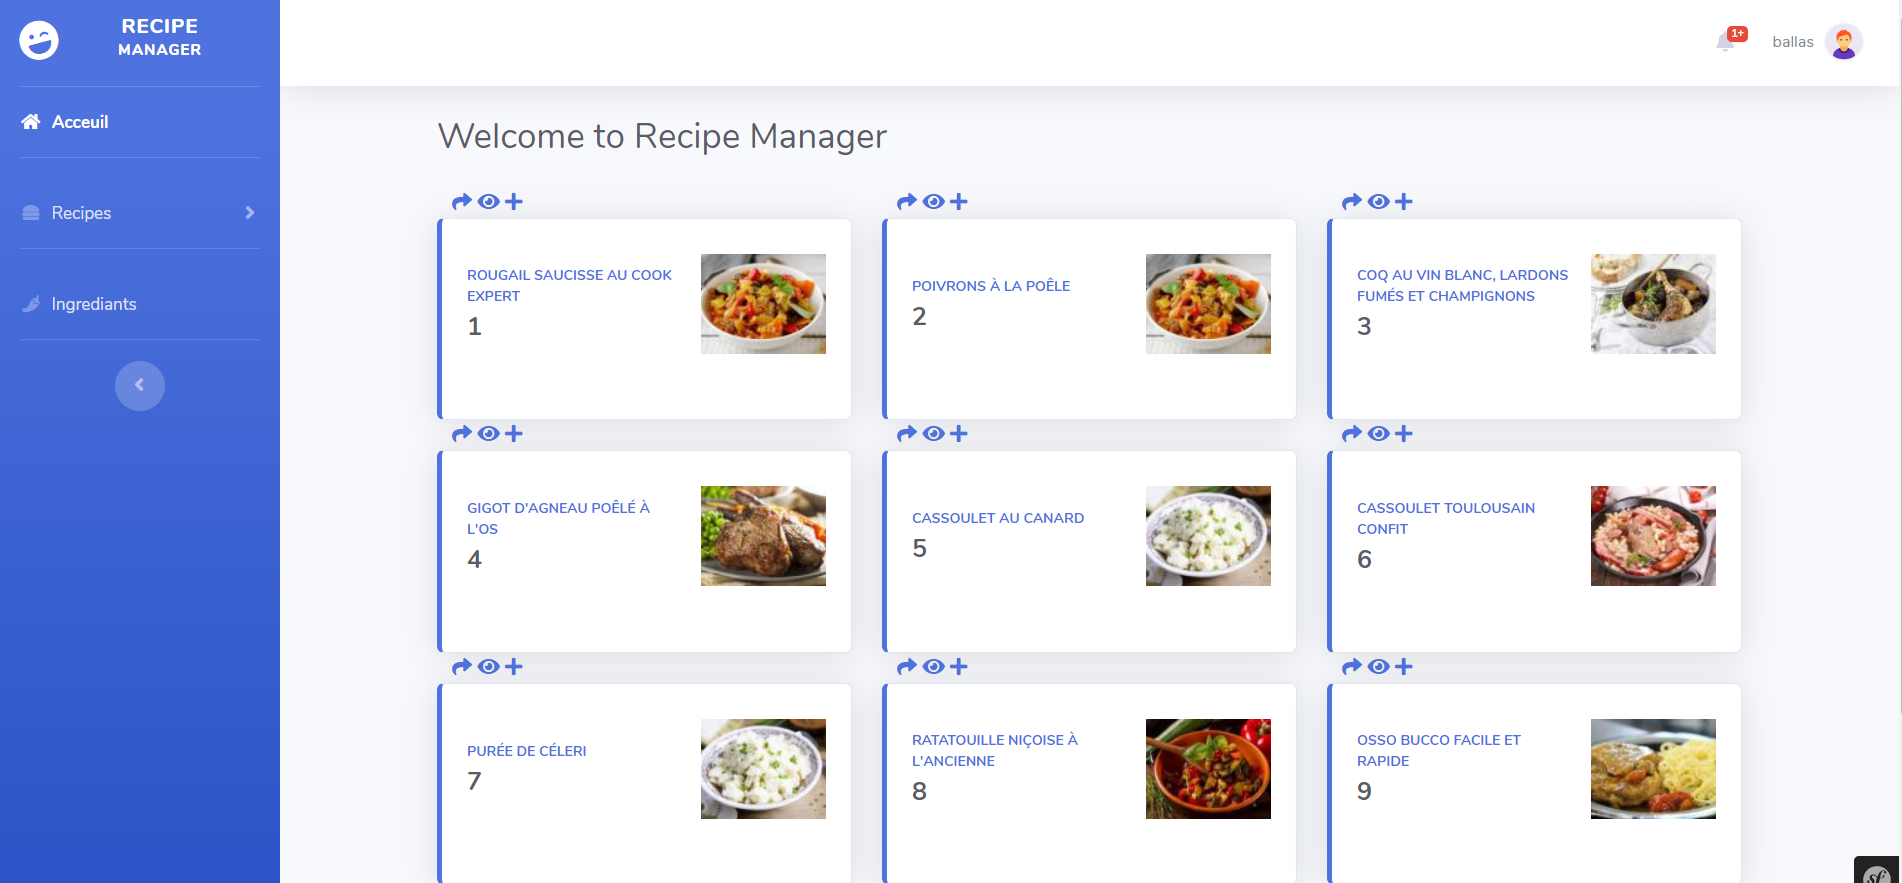 RECIPE
MANAGER
Acceuil
Recipes
Ingrediants
1+
ballas
Welcome to Recipe Manager
ROUGAIL SAUCISSE AU COOK
EXPERT
1
POIVRONS À LA POÊLE
2
COQ AU VIN BLANC, LARDONS
FUMÉS ET CHAMPIGNONS
3
GIGOT D'AGNEAU POÊLÉ À
L'OS
4
CASSOULET AU CANARD
5
CASSOULET TOULOUSAIN
CONFIT
6
PURÉE DE CÉLERI
7
RATATOUILLE NIÇOISE À
L'ANCIENNE
8
OSSO BUCCO FACILE ET
RAPIDE
9
sf